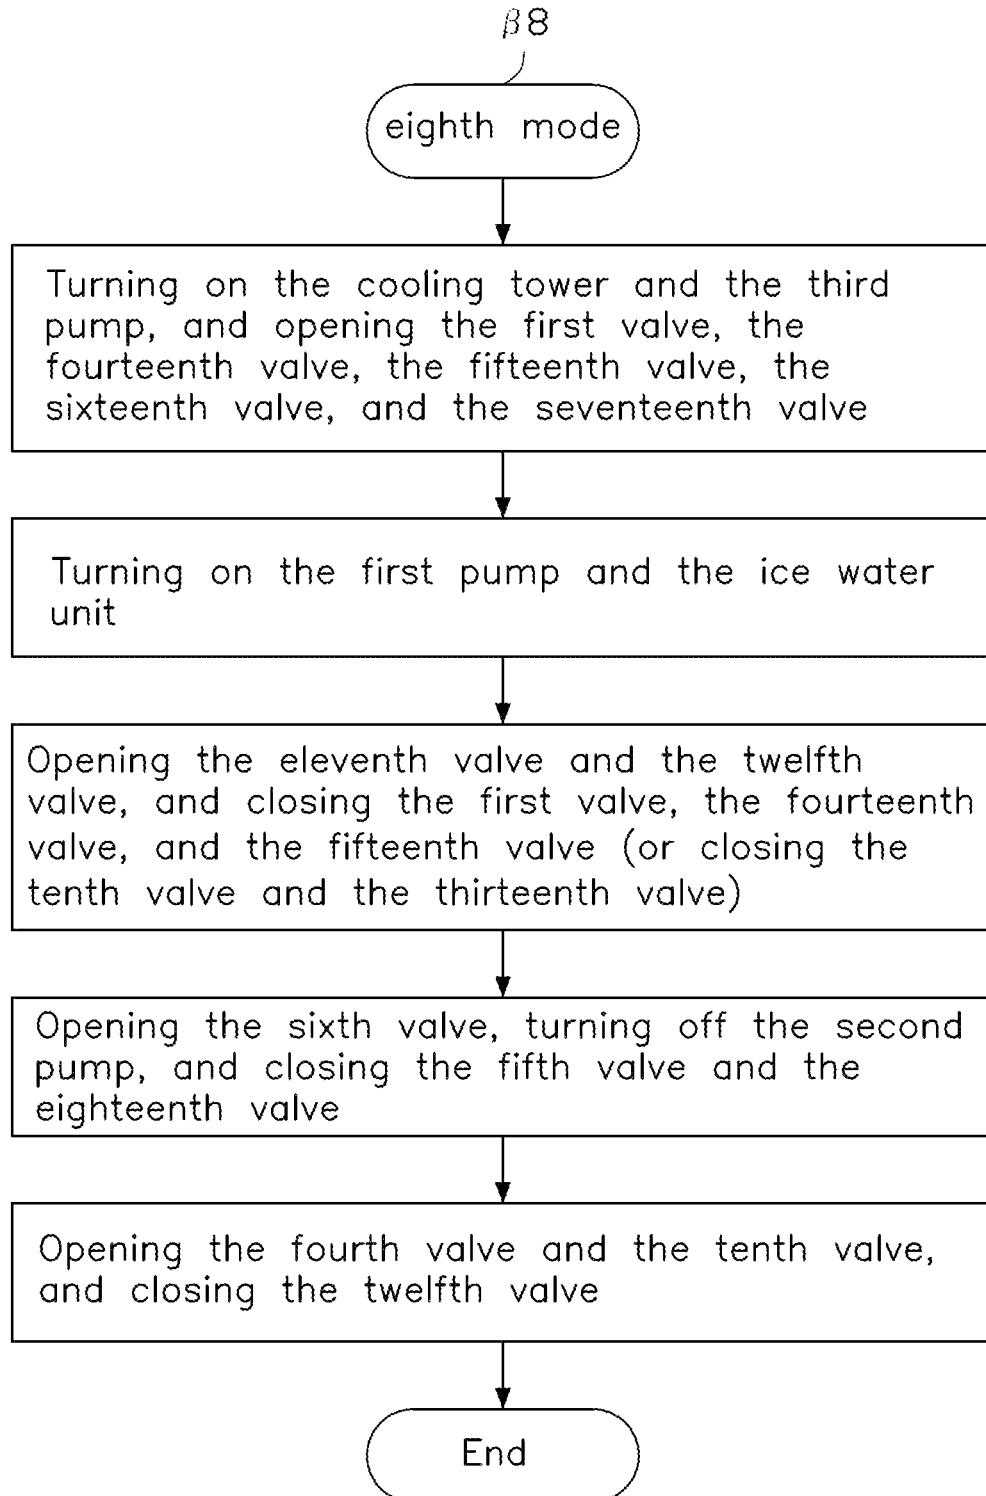 β8
eighth mode
Turning on the cooling tower and the third
pump, and opening the first valve, the
fourteenth valve, the fifteenth valve, the
sixteenth valve, and the seventeenth valve
Turning on the first pump and the ice water
unit
Opening the eleventh valve and the twelfth
valve, and closing the first valve, the fourteenth
valve, and the fifteenth valve (or closing the
tenth valve and the thirteenth valve)
Opening the sixth valve, turning off the second
pump, and closing the fifth valve and the
eighteenth valve
Opening the fourth valve and the tenth valve,
and closing the twelfth valve
End